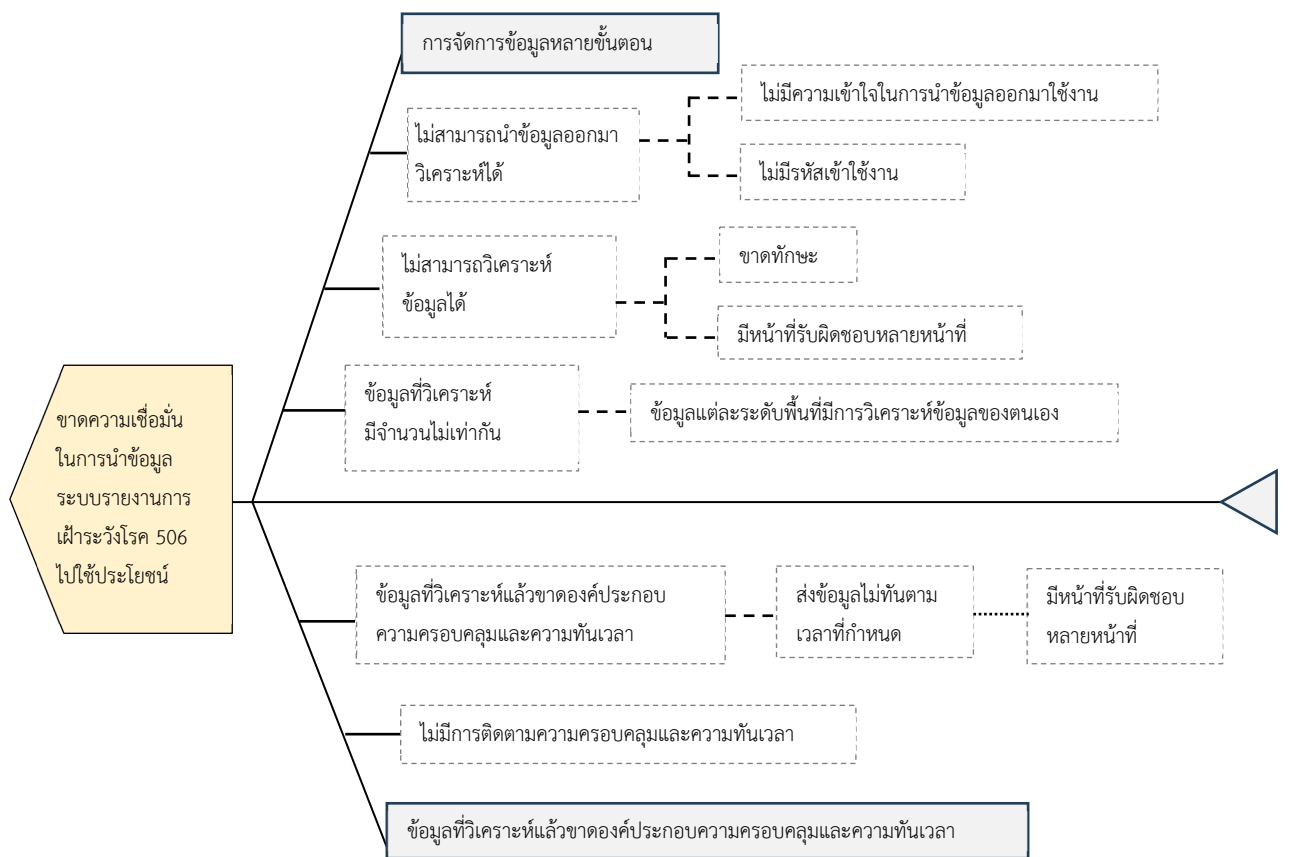 การจัดการข้อมูลหลายขั้นตอน
ไม่สามารถนำข้อมูลออกมา
วิเคราะห์ได้
ไม่มีความเข้าใจในการนำข้อมูลออกมาใช้งาน
ไม่มีรหัสเข้าใช้งาน
ไม่สามารถวิเคราะห์
ข้อมูลได้
ขาดทักษะ
มีหน้าที่รับผิดชอบหลายหน้าที่
ข้อมูลที่วิเคราะห์
มีจำนวนไม่เท่ากัน
ข้อมูลแต่ละระดับพื้นที่มีการวิเคราะห์ข้อมูลของตนเอง
ขาดความเชื่อมั่น
ในการนำข้อมูล
ระบบรายงานการ
เฝ้าระวังโรค 506
ไปใช้ประโยชน์
ข้อมูลที่วิเคราะห์แล้วขาดองค์ประกอบ
ความครอบคลุมและความทันเวลา
ส่งข้อมูลไม่ทันตาม
เวลาที่กำหนด
มีหน้าที่รับผิดชอบ
หลายหน้าที่
ไม่มีการติดตามความครอบคลุมและความทันเวลา
ข้อมูลที่วิเคราะห์แล้วขาดองค์ประกอบความครอบคลุมและความทันเวลา